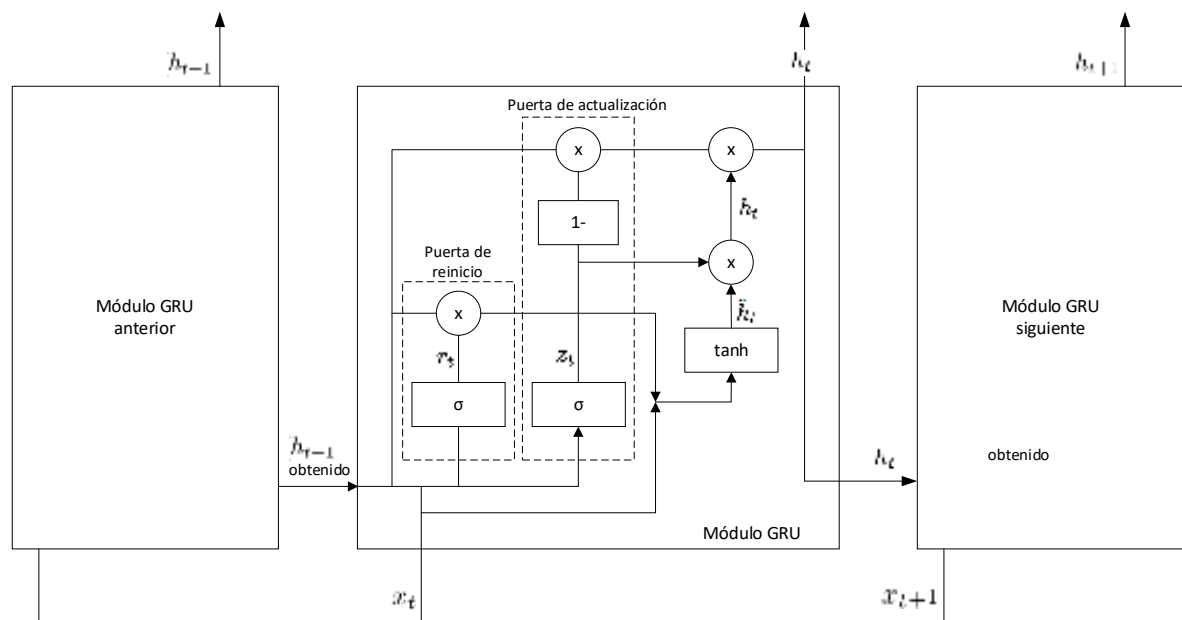 h_{t-1}
h_t
h_{t+1}
Puerta de actualización
x
x
h_t
1-
Puerta de
reinicio
x
Módulo GRU
anterior
x
h̃_t
Módulo GRU
siguiente
r_t
z_t
tanh
σ
σ
h_{t-1}
obtenido
h_t
obtenido
Módulo GRU
x_t
x_{t+1}